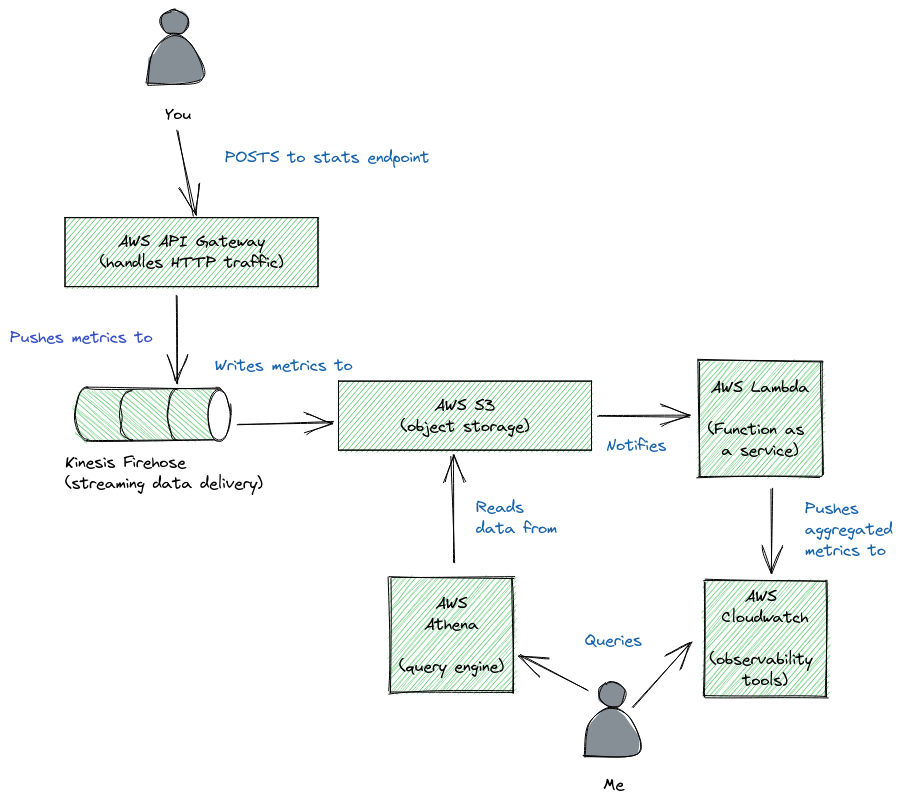 You
POSTS to stats endpoint
AWS API Gateway
(handles HTTP traffic)
Pushes metrics to
Writes metrics to
Kinesis Firehose
(streaming data delivery)
AWS S3
(object storage)
Notifies
AWS Lambda
(Function as
a service)
Reads
data from
Pushes
aggregated
metrics to
AWS
Athena
(query engine)
Queries
AWS
Cloudwatch
(observability
tools)
Me